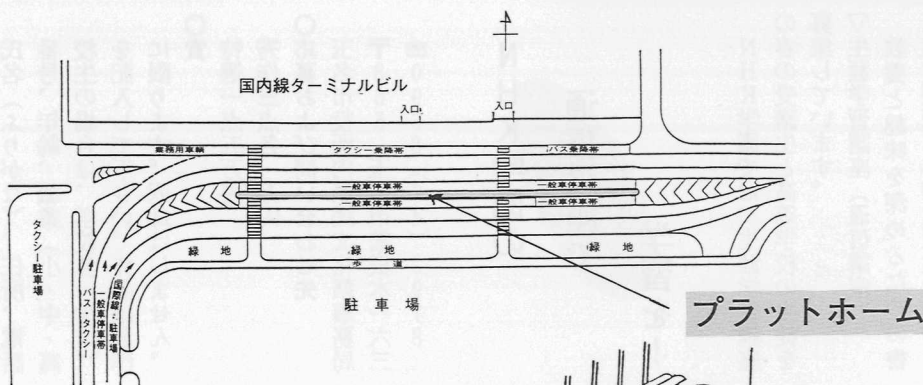 国内線ターミナルビル
入口
入口
業務用車輌
タクシー乗降帯
バス乗降帯
一般車停車帯
一般車停車帯
一般車停車帯
一般車停車帯
タクシー駐車場
緑地
緑地
緑地
歩道
バス・タクシー
一般車停車帯
国際線・駐車場
駐車場
プラットホーム